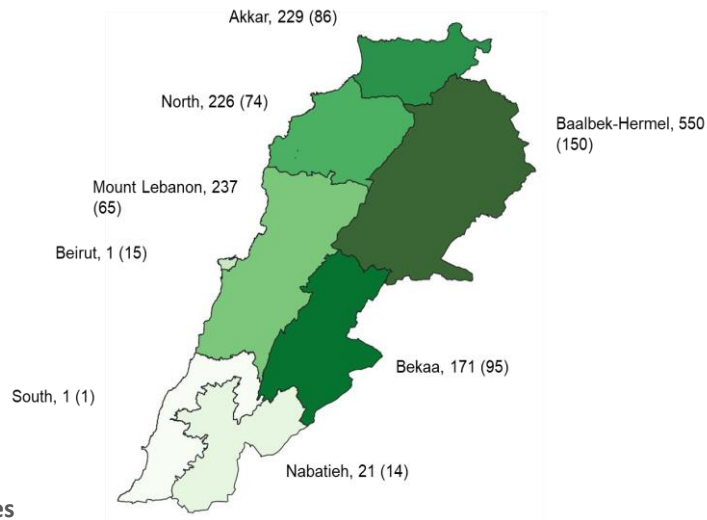 Akkar, 229 (86)
North, 226 (74)
Baalbek-Hermel, 550
(150)
Mount Lebanon, 237
(65)
Beirut, 1 (15)
Bekaa, 171 (95)
South, 1 (1)
Nabatieh, 21 (14)
es